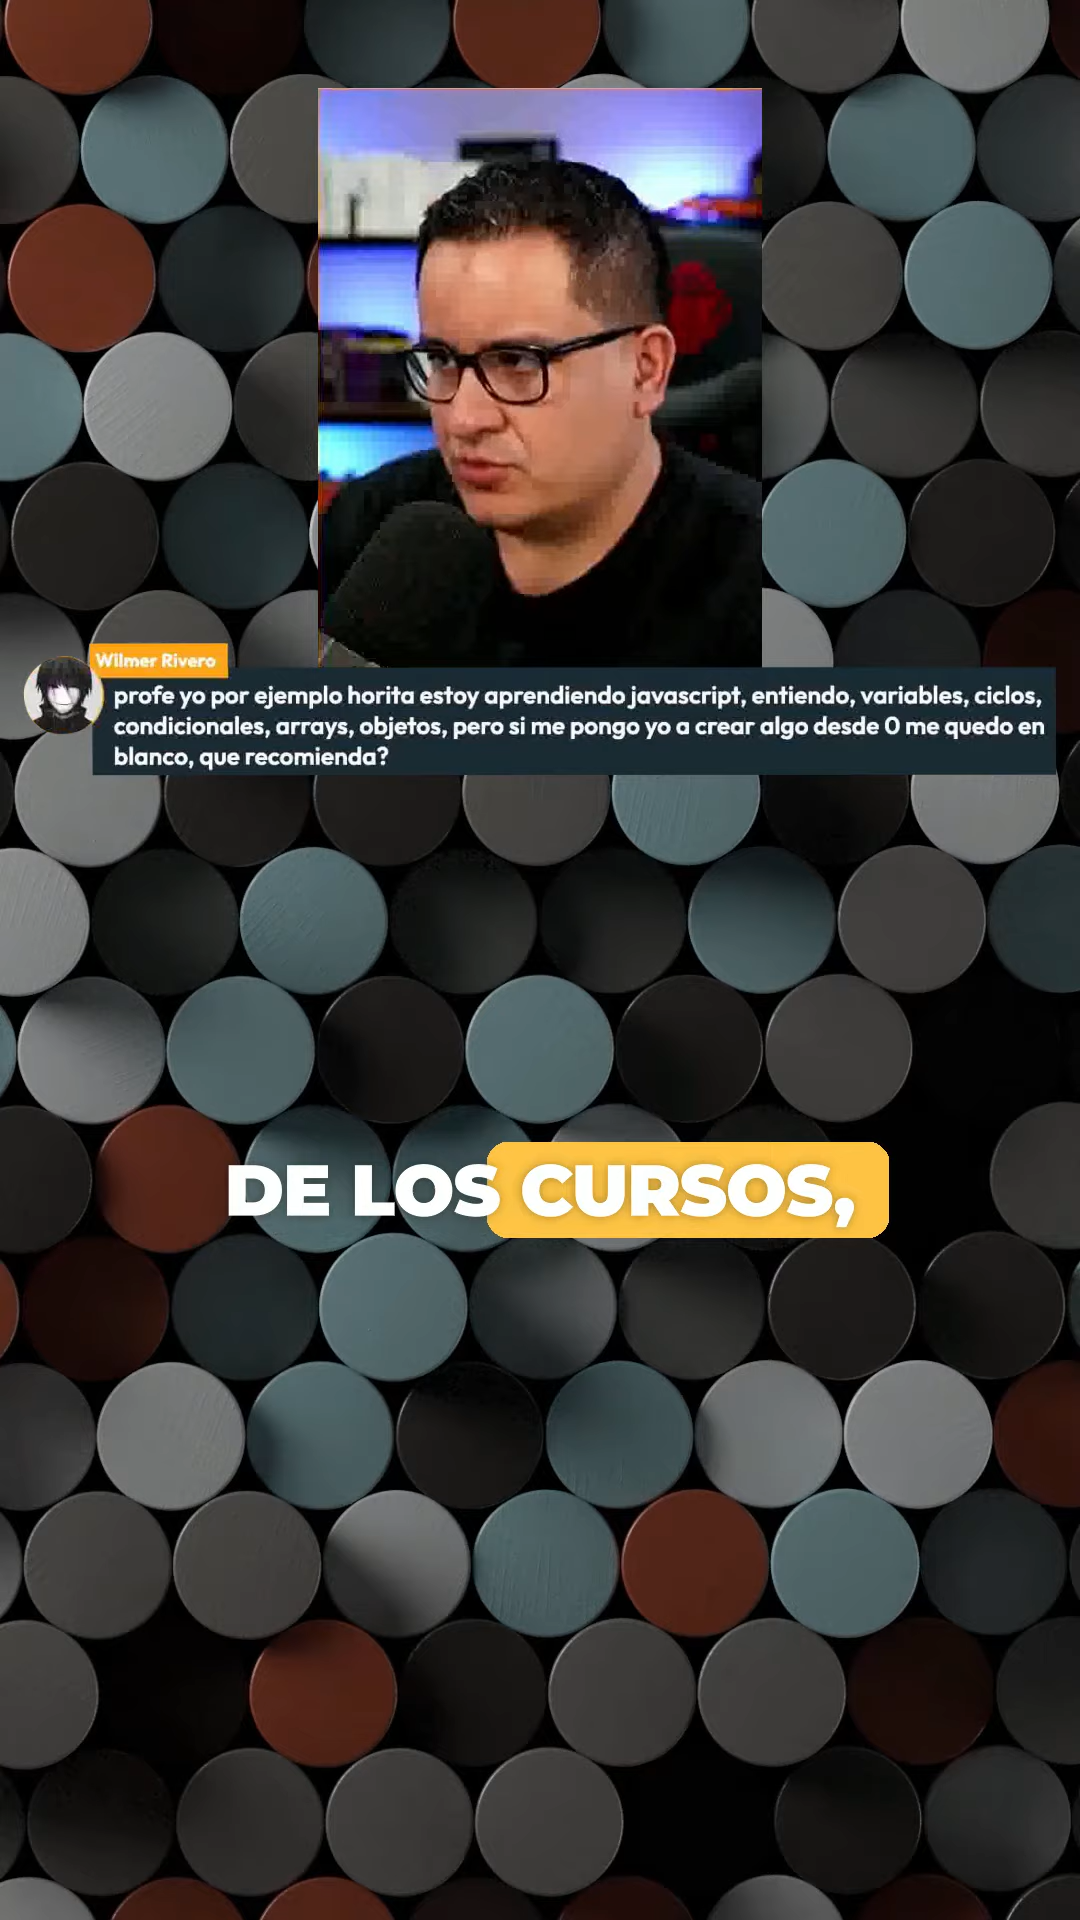 Wilmer Rivero
profe yo por ejemplo horita estoy aprendiendo javascript, entiendo, variables, ciclos,
condicionales, arrays, objetos, pero si me pongo yo a crear algo desde 0 me quedo en
blanco, que recomienda?
DE LOS CURSOS,